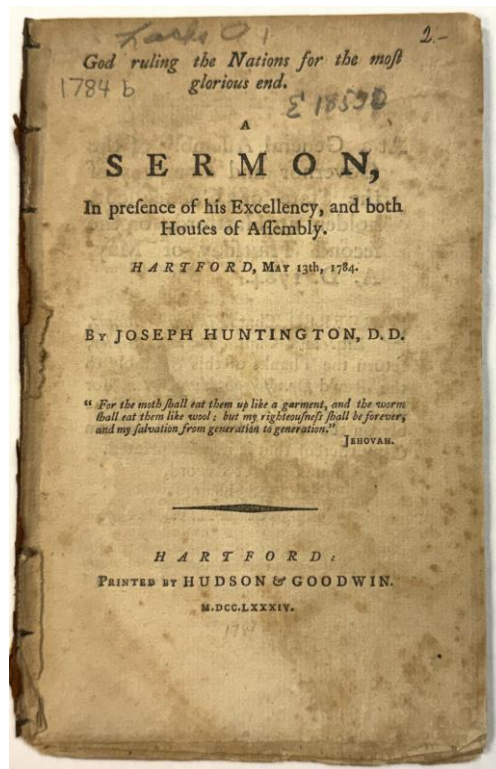 2.-
God ruling the Nations for the moſt
glorious end.
1784 b
E 1853
A
SERMON,
In preſence of his Excellency, and both
Houſes of Aſſembly.
HARTFORD, MAY 13th, 1784.
BY JOSEPH HUNTINGTON, D.D.
“ For the moth ſhall eat them up like a garment, and the worm
ſhall eat them like wool; but my righteouſneſs ſhall be forever,
and my ſalvation from generation to generation.”
JEHOVAH.
HARTFORD:
PRINTED BY HUDSON & GOODWIN.
M.DCC.LXXXIV.